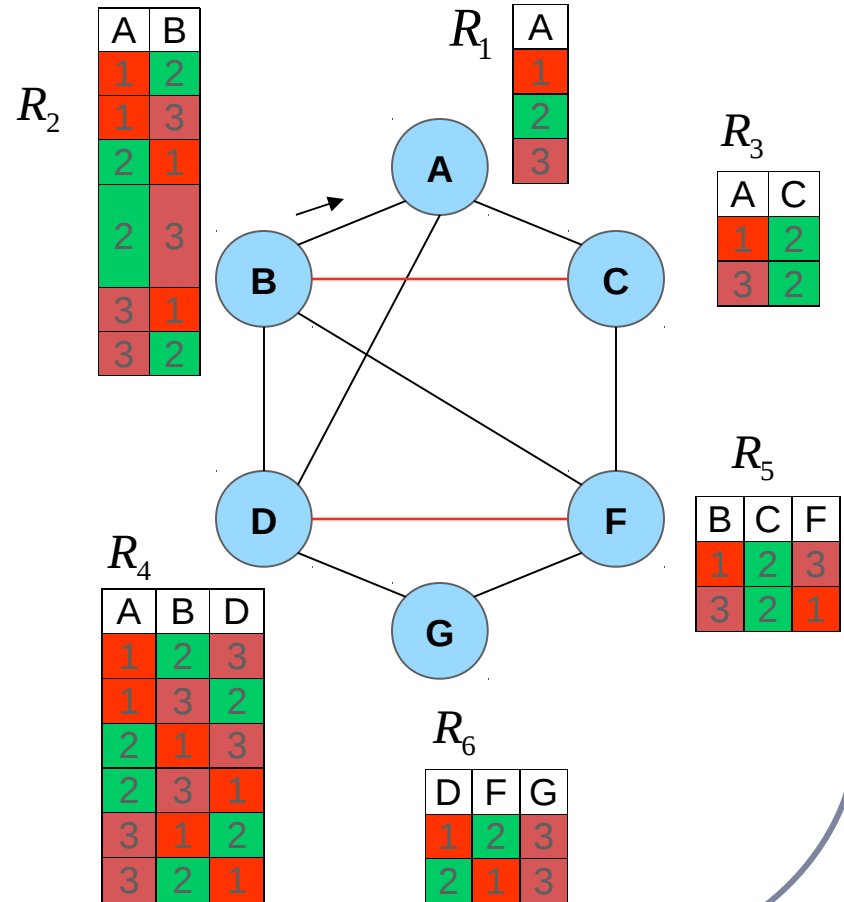 R1
A
1
2
3
R2
A B
1 2
1 3
2 1
2 3
3 1
3 2
R3
A C
1 2
3 2
A
B
C
D
F
G
R5
B C F
1 2 3
3 2 1
R4
A B D
1 2 3
1 3 2
2 1 3
2 3 1
3 1 2
3 2 1
R6
D F G
1 2 3
2 1 3